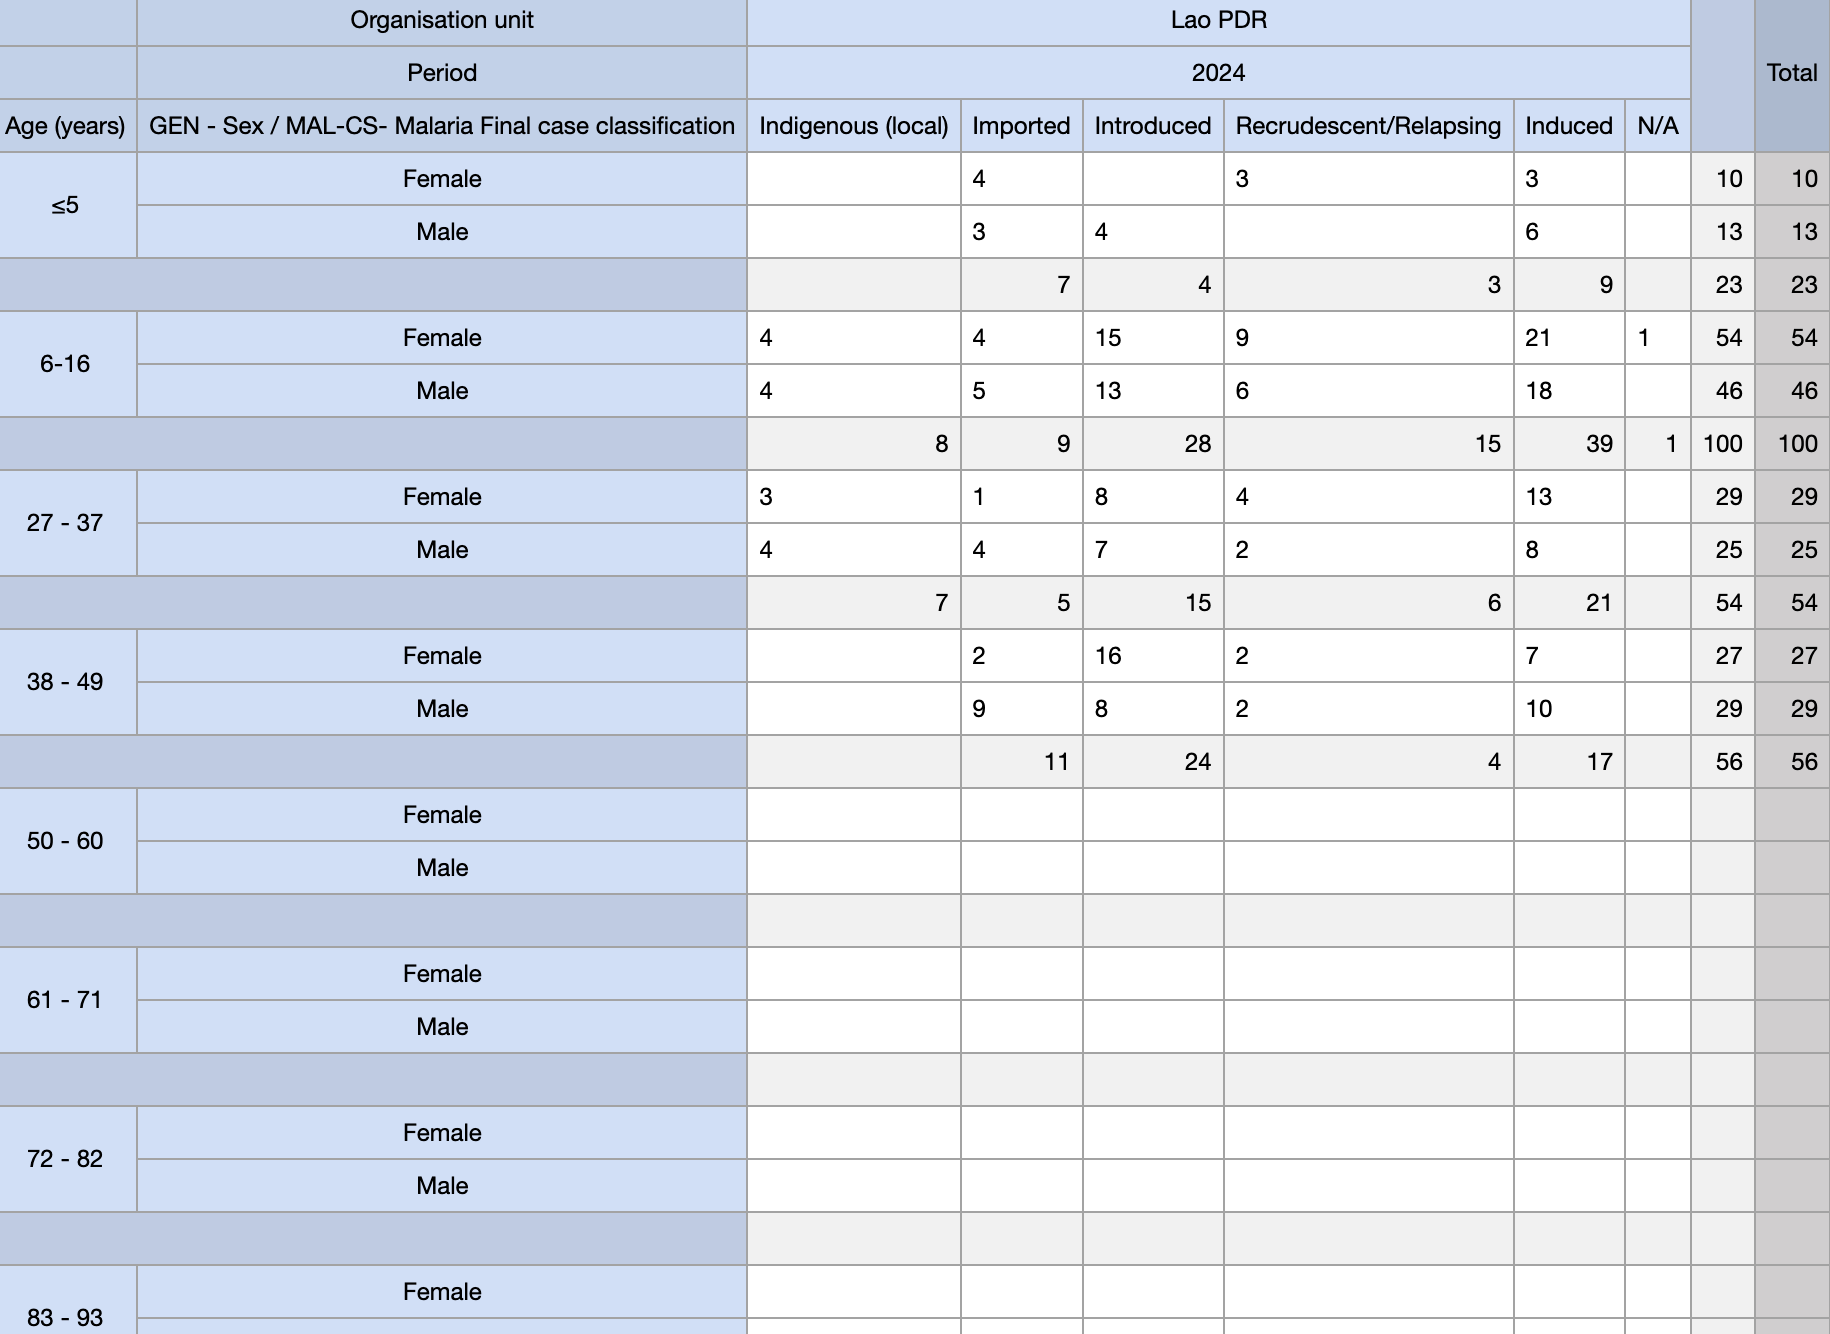 Organisation unit Lao PDR
Period 2024 Total
Age (years) GEN - Sex / MAL-CS- Malaria Final case classification Indigenous (local) Imported Introduced Recrudescent/Relapsing Induced N/A
≤5 Female 4 3 3 10 10
Male 3 4 6 13 13
7 4 3 9 23 23
6-16 Female 4 4 15 9 21 1 54 54
Male 4 5 13 6 18 46 46
8 9 28 15 39 1 100 100
27 - 37 Female 3 1 8 4 13 29 29
Male 4 4 7 2 8 25 25
7 5 15 6 21 54 54
38 - 49 Female 2 16 2 7 27 27
Male 9 8 2 10 29 29
11 24 4 17 56 56
50 - 60 Female
Male
61 - 71 Female
Male
72 - 82 Female
Male
83 - 93 Female